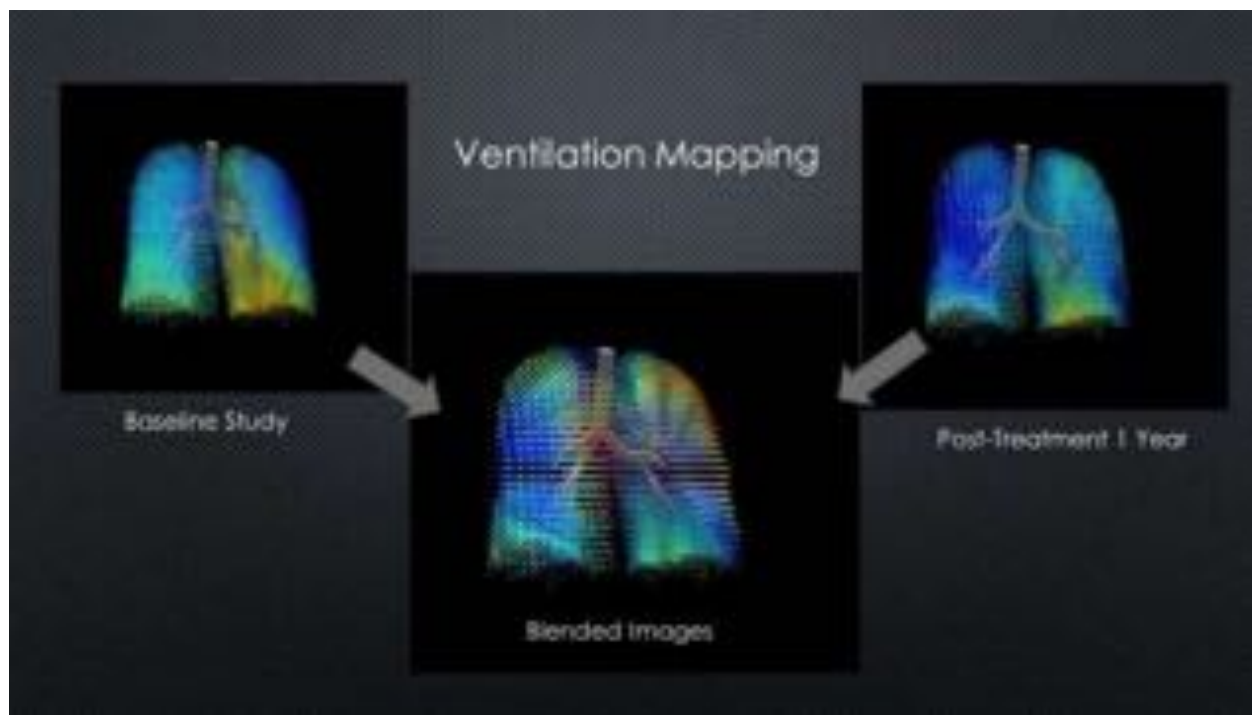 Ventilation Mapping
Baseline Study
Post-Treatment 1 Year
Blended Images